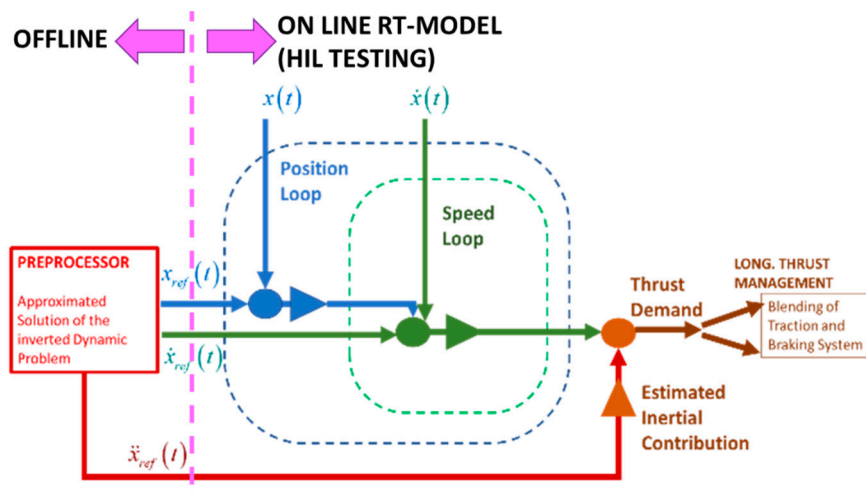 OFFLINE
ON LINE RT-MODEL
(HIL TESTING)
x(t)
ẋ(t)
Position
Loop
Speed
Loop
PREPROCESSOR
Approximated
Solution of the
inverted Dynamic
Problem
x_ref(t)
ẋ_ref(t)
ẍ_ref(t)
Thrust
Demand
LONG. THRUST
MANAGEMENT
Blending of
Traction and
Braking System
Estimated
Inertial
Contribution